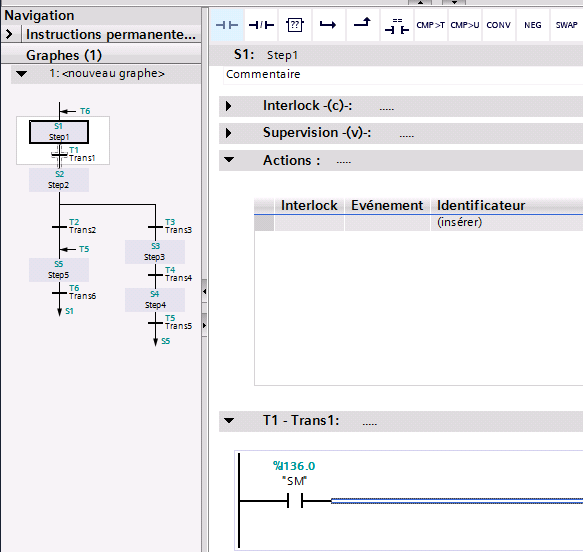 Navigation
Instructions permanente...
Graphes (1)
1: <nouveau graphe>
T6
S1
Step1
T1
Trans1
S2
Step2
T2
Trans2
T3
Trans3
T5
S3
Step3
S5
Step5
T4
Trans4
T6
Trans6
S4
Step4
S1
T5
Trans5
S5
??
==
CMP>T
CMP>U
CONV
NEG
SWAP
S1: Step1
Commentaire
Interlock -(c)-: .....
Supervision -(v)-: .....
Actions : .....
Interlock Evénement Identificateur
(insérer)
T1 - Trans1: .....
%I136.0
"SM"